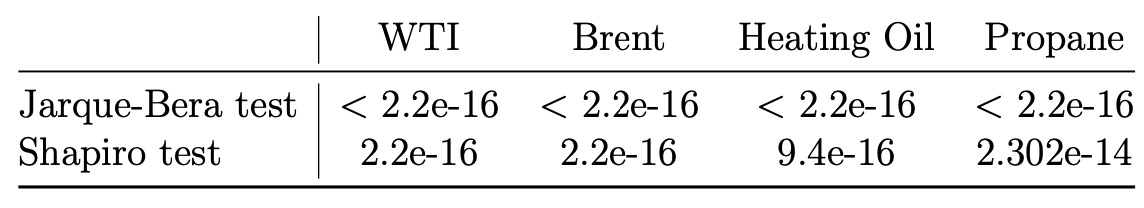 WTI Brent Heating Oil Propane
Jarque-Bera test < 2.2e-16 < 2.2e-16 < 2.2e-16 < 2.2e-16
Shapiro test 2.2e-16 2.2e-16 9.4e-16 2.302e-14